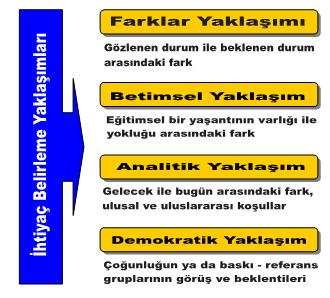 İhtiyaç Belirleme Yaklaşımları
Farklar Yaklaşımı
Gözlenen durum ile beklenen durum
arasındaki fark
Betimsel Yaklaşım
Eğitimsel bir yaşantının varlığı ile
yokluğu arasındaki fark
Analitik Yaklaşım
Gelecek ile bugün arasındaki fark,
ulusal ve uluslararası koşullar
Demokratik Yaklaşım
Çoğunluğun ya da baskı - referans
gruplarının görüş ve beklentileri